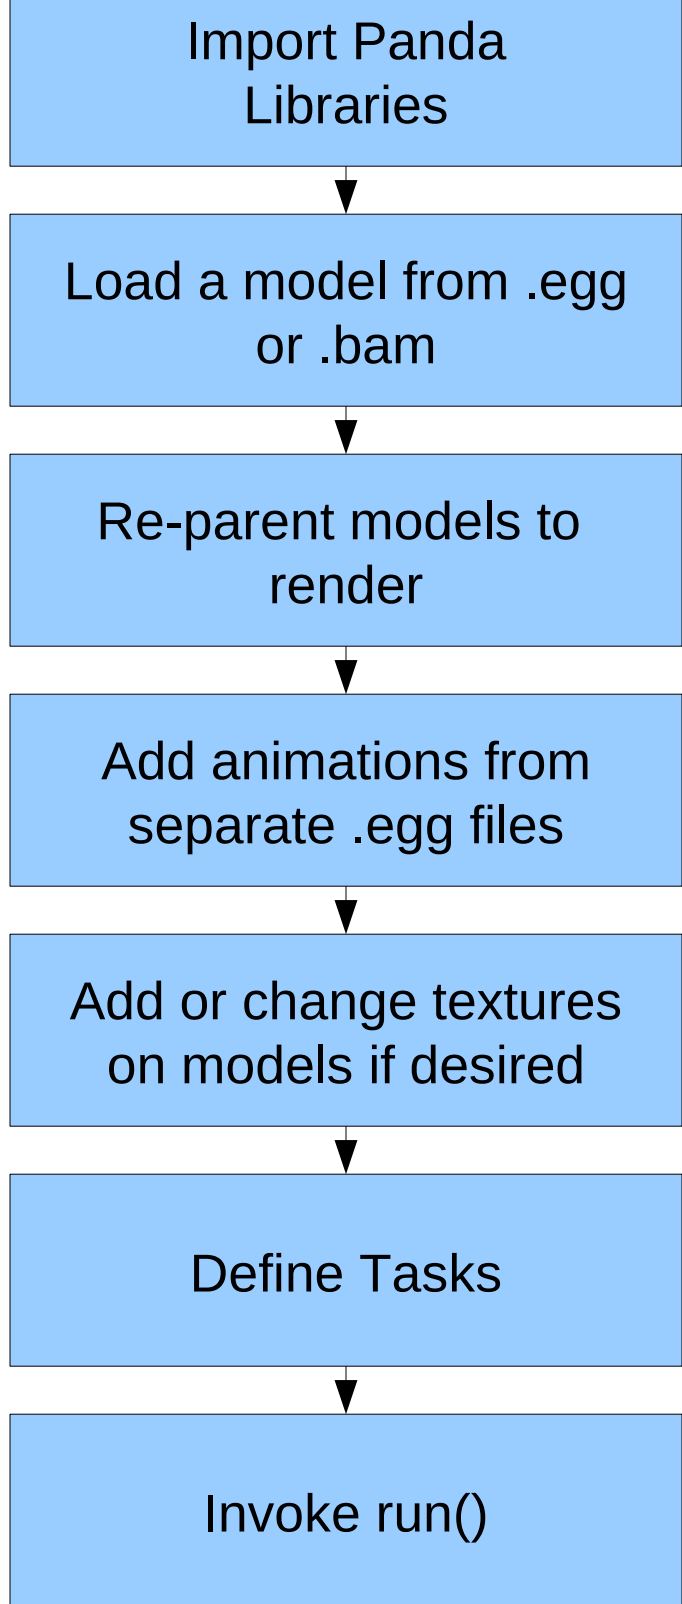 Import Panda
Libraries
Load a model from .egg
or .bam
Re-parent models to
render
Add animations from
separate .egg files
Add or change textures
on models if desired
Define Tasks
Invoke run()